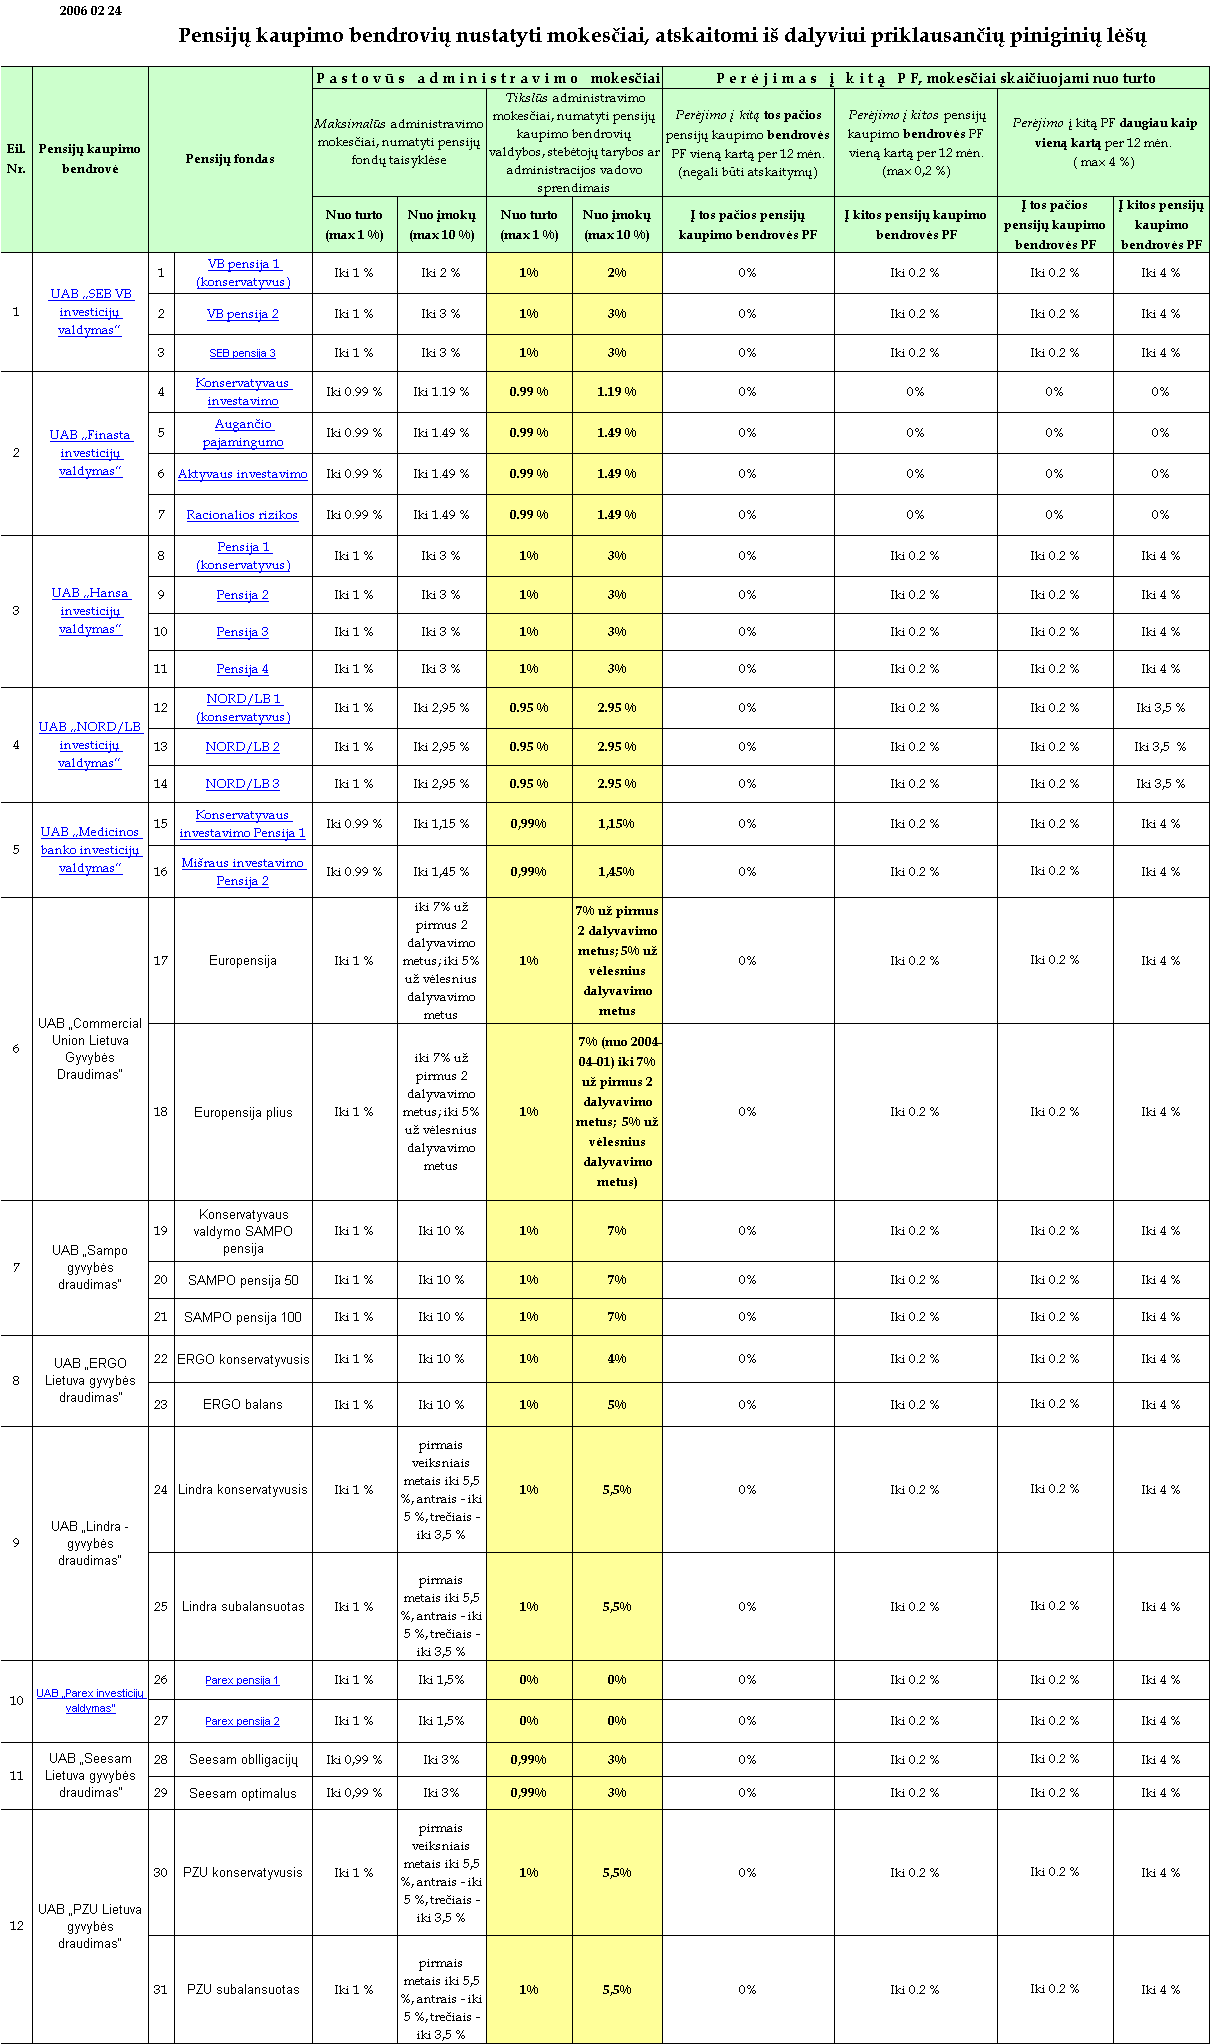 2006 02 24
Pensijų kaupimo bendrovių nustatyti mokesčiai, atskaitomi iš dalyviui priklausančių piniginių lėšų
Eil. Nr.
Pensijų kaupimo bendrovė
Pensijų fondas
Pastovūs administravimo mokesčiai
Perėjimas į kitą PF, mokesčiai skaičiuojami nuo turto
Maksimalūs administravimo
mokesčiai, numatyti pensijų
fondų taisyklėse
Tikslūs administravimo
mokesčiai, numatyti pensijų
kaupimo bendrovių
valdybos, stebėtojų tarybos ar
administracijos vadovo
sprendimais
Perėjimo į kitą tos pačios
pensijų kaupimo bendrovės
PF vieną kartą per 12 mėn.
(negali būti atskaitymų)
Perėjimo į kitos pensijų
kaupimo bendrovės PF
vieną kartą per 12 mėn.
(max 0,2 %)
Perėjimo į kitą PF daugiau kaip
vieną kartą per 12 mėn.
( max 4 %)
Nuo turto (max 1 %)
Nuo įmokų (max 10 %)
Nuo turto (max 1 %)
Nuo įmokų (max 10 %)
Į tos pačios pensijų kaupimo bendrovės PF
Į kitos pensijų kaupimo bendrovės PF
Į tos pačios pensijų kaupimo bendrovės PF
Į kitos pensijų kaupimo bendrovės PF
1 UAB „SEB VB investicijų valdymas“
1 VB pensija 1 (konservatyvus) Iki 1 % Iki 2 % 1% 2% 0% Iki 0.2 % Iki 0.2 % Iki 4 %
2 VB pensija 2 Iki 1 % Iki 3 % 1% 3% 0% Iki 0.2 % Iki 0.2 % Iki 4 %
3 SEB pensija 3 Iki 1 % Iki 3 % 1% 3% 0% Iki 0.2 % Iki 0.2 % Iki 4 %
2 UAB „Finasta investicijų valdymas“
4 Konservatyvaus investavimo Iki 0.99 % Iki 1.19 % 0.99 % 1.19 % 0% 0% 0% 0%
5 Augančio pajamingumo Iki 0.99 % Iki 1.49 % 0.99 % 1.49 % 0% 0% 0% 0%
6 Aktyvaus investavimo Iki 0.99 % Iki 1.49 % 0.99 % 1.49 % 0% 0% 0% 0%
7 Racionalios rizikos Iki 0.99 % Iki 1.49 % 0.99 % 1.49 % 0% 0% 0% 0%
3 UAB „Hansa investicijų valdymas“
8 Pensija 1 (konservatyvus) Iki 1 % Iki 3 % 1% 3% 0% Iki 0.2 % Iki 0.2 % Iki 4 %
9 Pensija 2 Iki 1 % Iki 3 % 1% 3% 0% Iki 0.2 % Iki 0.2 % Iki 4 %
10 Pensija 3 Iki 1 % Iki 3 % 1% 3% 0% Iki 0.2 % Iki 0.2 % Iki 4 %
11 Pensija 4 Iki 1 % Iki 3 % 1% 3% 0% Iki 0.2 % Iki 0.2 % Iki 4 %
4 UAB „NORD/LB investicijų valdymas“
12 NORD/LB 1 (konservatyvus) Iki 1 % Iki 2,95 % 0.95 % 2.95 % 0% Iki 0.2 % Iki 0.2 % Iki 3,5 %
13 NORD/LB 2 Iki 1 % Iki 2,95 % 0.95 % 2.95 % 0% Iki 0.2 % Iki 0.2 % Iki 3,5 %
14 NORD/LB 3 Iki 1 % Iki 2,95 % 0.95 % 2.95 % 0% Iki 0.2 % Iki 0.2 % Iki 3,5 %
5 UAB „Medicinos banko investicijų valdymas“
15 Konservatyvaus investavimo Pensija 1 Iki 0.99 % Iki 1,15 % 0,99% 1,15% 0% Iki 0.2 % Iki 0.2 % Iki 4 %
16 Mišraus investavimo Pensija 2 Iki 0.99 % Iki 1,45 % 0,99% 1,45% 0% Iki 0.2 % Iki 0.2 % Iki 4 %
6 UAB „Commercial Union Lietuva Gyvybės Draudimas“
17 Europensija Iki 1 % iki 7% už pirmus 2 dalyvavimo metus; iki 5% už vėlesnius dalyvavimo metus 1% 7% už pirmus 2 dalyvavimo metus; 5% už vėlesnius dalyvavimo metus 0% Iki 0.2 % Iki 0.2 % Iki 4 %
18 Europensija plius Iki 1 % iki 7% už pirmus 2 dalyvavimo metus; iki 5% už vėlesnius dalyvavimo metus 1% 7% (nuo 2004-04-01) iki 7% už pirmus 2 dalyvavimo metus; 5% už vėlesnius dalyvavimo metus) 0% Iki 0.2 % Iki 0.2 % Iki 4 %
7 UAB „Sampo gyvybės draudimas“
19 Konservatyvaus valdymo SAMPO pensija Iki 1 % Iki 10 % 1% 7% 0% Iki 0.2 % Iki 0.2 % Iki 4 %
20 SAMPO pensija 50 Iki 1 % Iki 10 % 1% 7% 0% Iki 0.2 % Iki 0.2 % Iki 4 %
21 SAMPO pensija 100 Iki 1 % Iki 10 % 1% 7% 0% Iki 0.2 % Iki 0.2 % Iki 4 %
8 UAB „ERGO Lietuva gyvybės draudimas“
22 ERGO konservatyvusis Iki 1 % Iki 10 % 1% 4% 0% Iki 0.2 % Iki 0.2 % Iki 4 %
23 ERGO balans Iki 1 % Iki 10 % 1% 5% 0% Iki 0.2 % Iki 0.2 % Iki 4 %
9 UAB „Lindra - gyvybės draudimas“
24 Lindra konservatyvusis Iki 1 % pirmais veiksniais metais iki 5,5 %, antrais - iki 5 %, trečiais - iki 3,5 % 1% 5,5% 0% Iki 0.2 % Iki 0.2 % Iki 4 %
25 Lindra subalansuotas Iki 1 % pirmais metais iki 5,5 %, antrais - iki 5 %, trečiais - iki 3,5 % 1% 5,5% 0% Iki 0.2 % Iki 0.2 % Iki 4 %
10 UAB „Parex investicijų valdymas“
26 Parex pensija 1 Iki 1 % Iki 1,5% 0% 0% 0% Iki 0.2 % Iki 0.2 % Iki 4 %
27 Parex pensija 2 Iki 1 % Iki 1,5% 0% 0% 0% Iki 0.2 % Iki 0.2 % Iki 4 %
11 UAB „Seesam Lietuva gyvybės draudimas“
28 Seesam oblligacijų Iki 0,99 % Iki 3% 0,99% 3% 0% Iki 0.2 % Iki 0.2 % Iki 4 %
29 Seesam optimalus Iki 0,99 % Iki 3% 0,99% 3% 0% Iki 0.2 % Iki 0.2 % Iki 4 %
12 UAB „PZU Lietuva gyvybės draudimas“
30 PZU konservatyvusis Iki 1 % pirmais veiksniais metais iki 5,5 %, antrais - iki 5 %, trečiais - iki 3,5 % 1% 5,5% 0% Iki 0.2 % Iki 0.2 % Iki 4 %
31 PZU subalansuotas Iki 1 % pirmais metais iki 5,5 %, antrais - iki 5 %, trečiais - iki 3,5 % 1% 5,5% 0% Iki 0.2 % Iki 0.2 % Iki 4 %